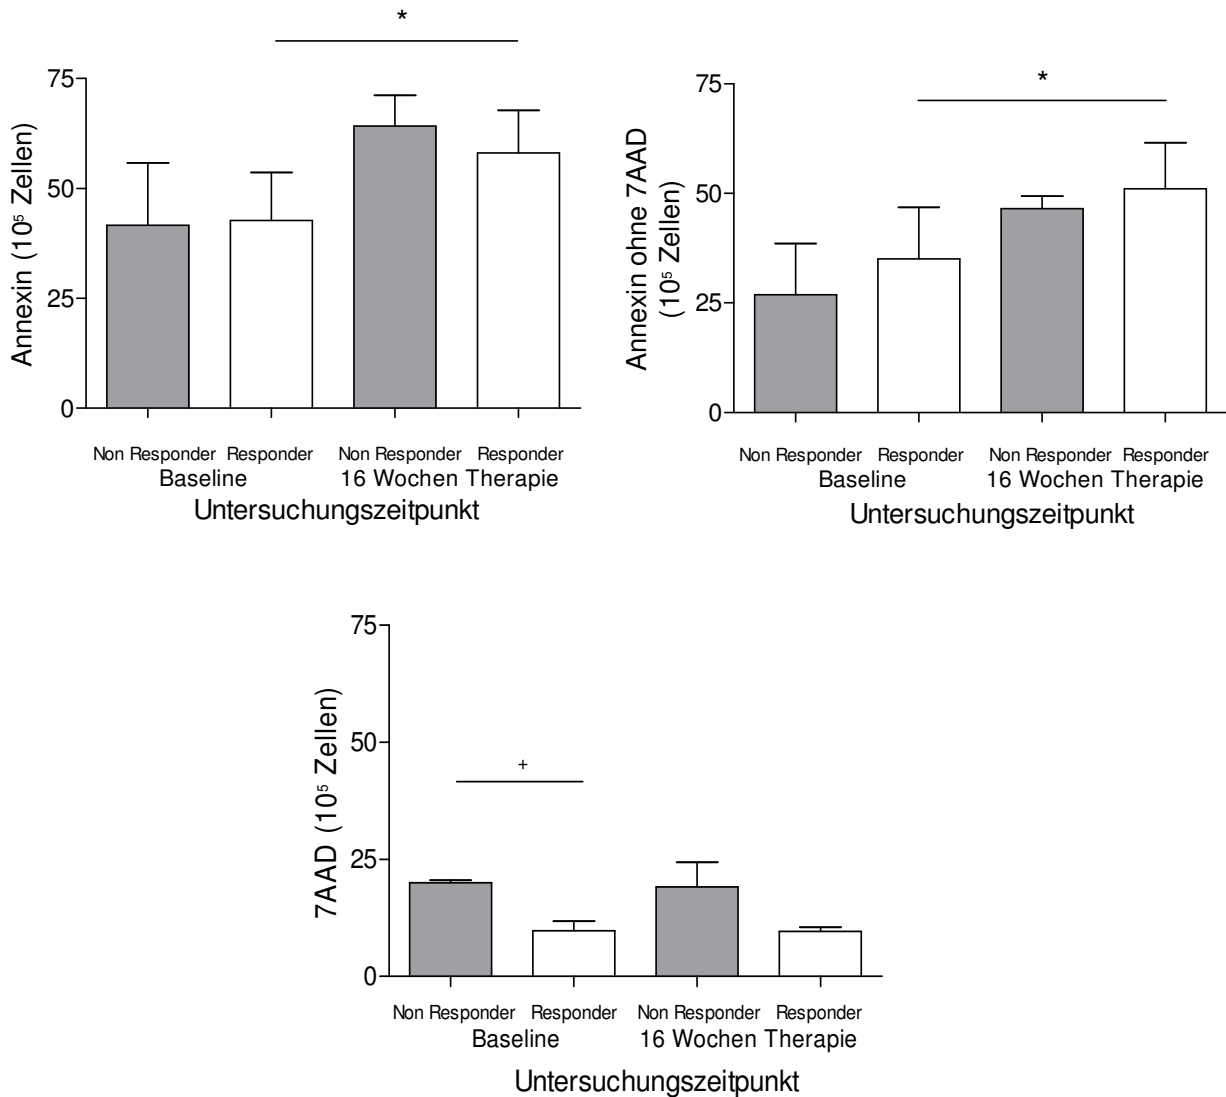 *
75
50
25
0
Annexin (10⁵ Zellen)
Non Responder Responder Non Responder Responder
Baseline 16 Wochen Therapie
Untersuchungszeitpunkt
*
75
50
25
0
Annexin ohne 7AAD
(10⁵ Zellen)
Non Responder Responder Non Responder Responder
Baseline 16 Wochen Therapie
Untersuchungszeitpunkt
75
50
25
0
+
7AAD (10⁵ Zellen)
Non Responder Responder Non Responder Responder
Baseline 16 Wochen Therapie
Untersuchungszeitpunkt